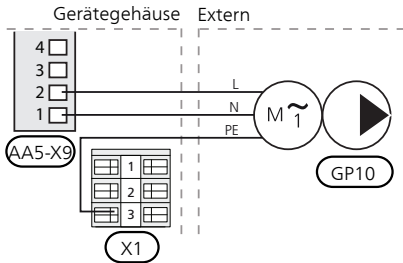 Gerätegehäuse Extern
4
3
2
1
L
N
PE
M ~ 1
AA5-X9
GP10
1
2
3
X1